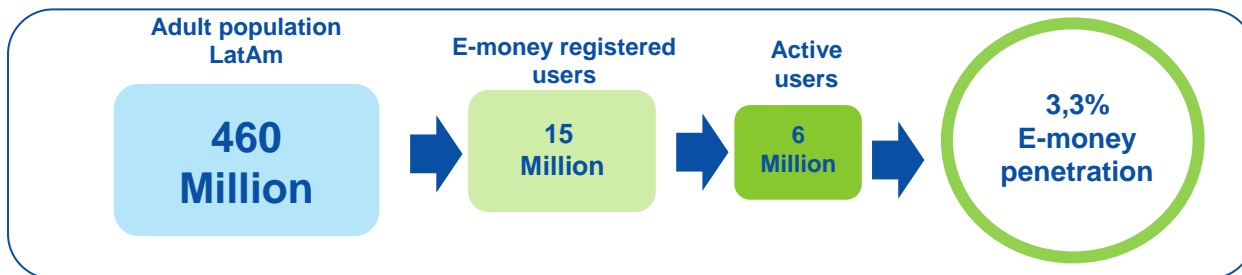 Adult population
LatAm
460
Million
E-money registered
users
15
Million
Active
users
6
Million
3,3%
E-money
penetration